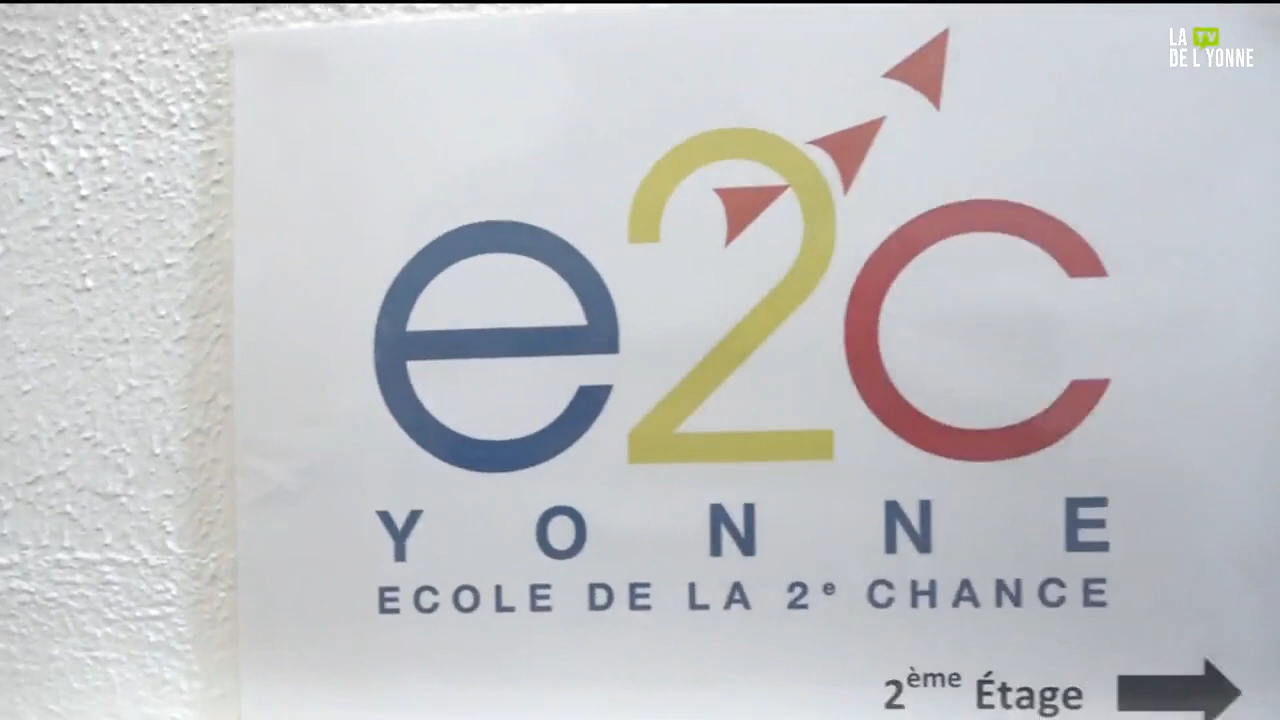 LA TV
DE L'YONNE
e2c
YONNE
ECOLE DE LA 2e CHANCE
2ème Étage